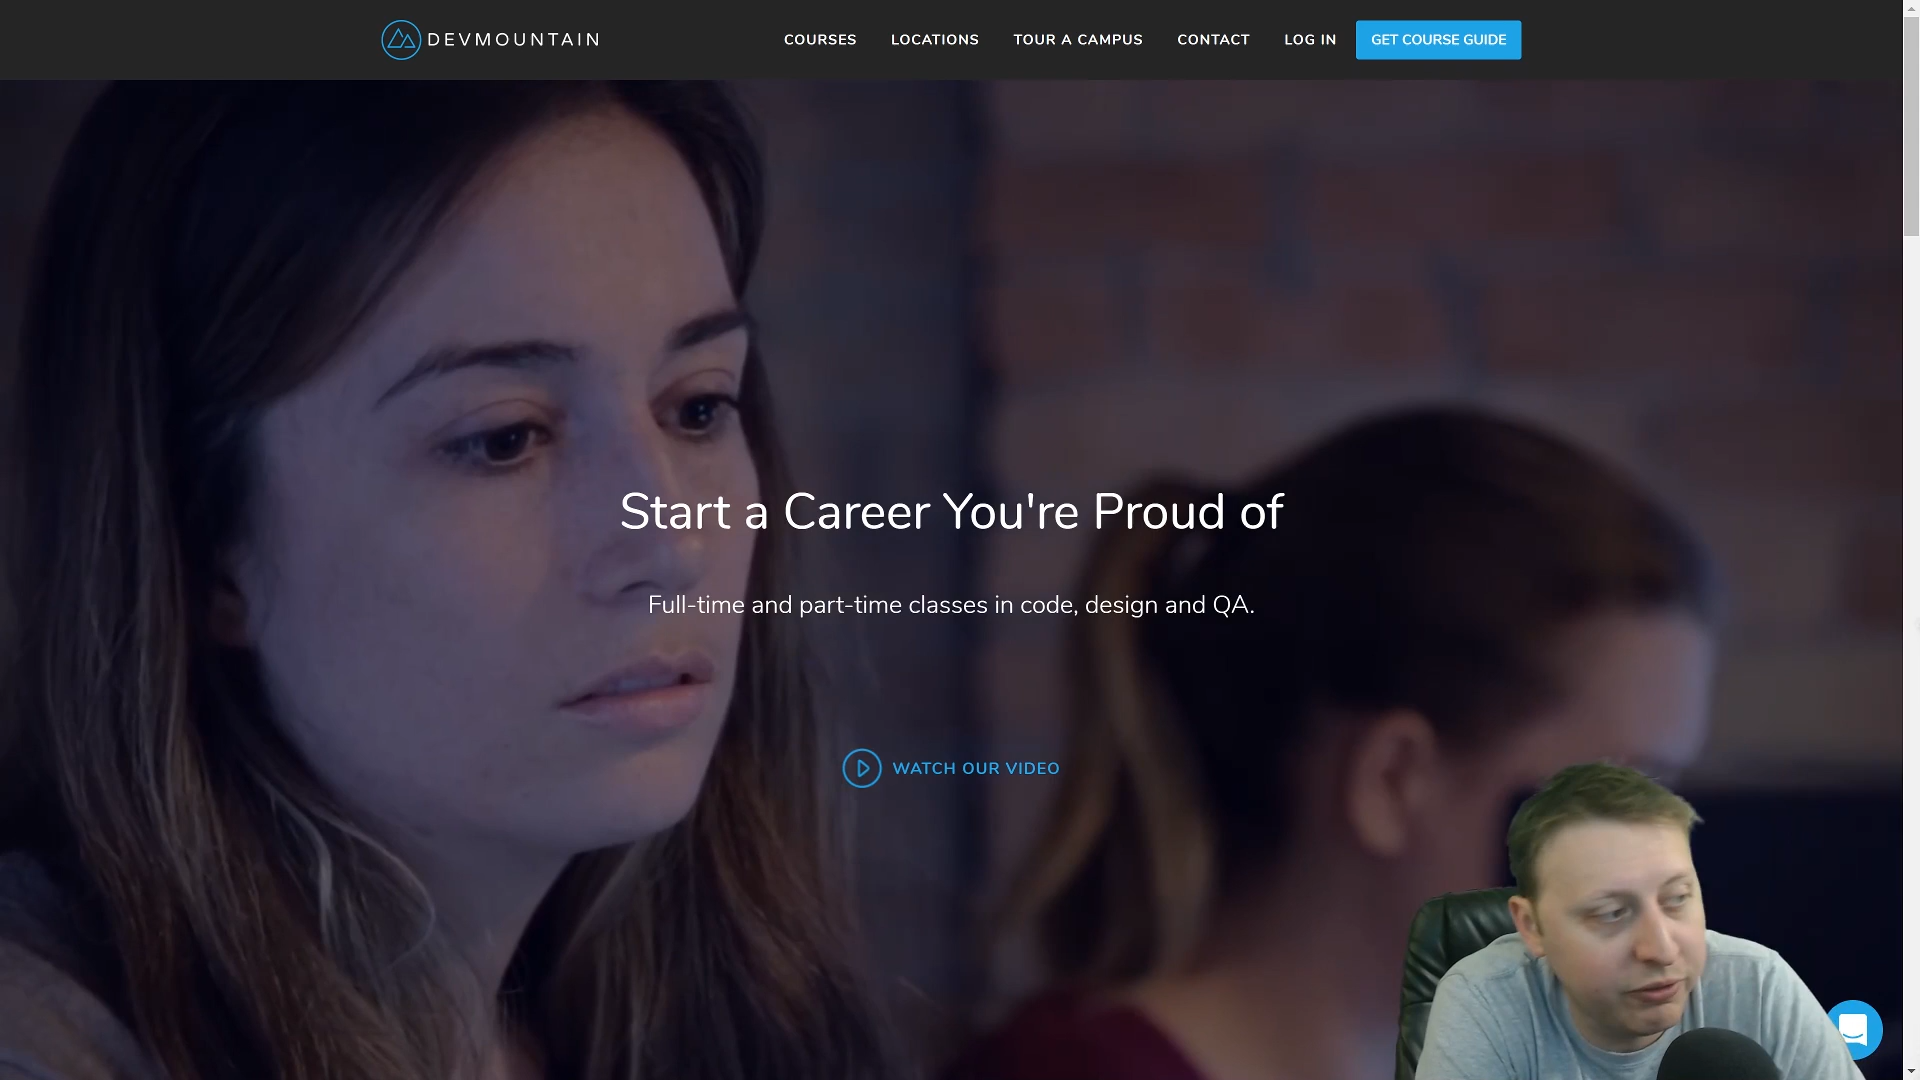 DEVMOUNTAIN
COURSES
LOCATIONS
TOUR A CAMPUS
CONTACT
LOG IN
GET COURSE GUIDE
Start a Career You're Proud of
Full-time and part-time classes in code, design and QA.
WATCH OUR VIDEO